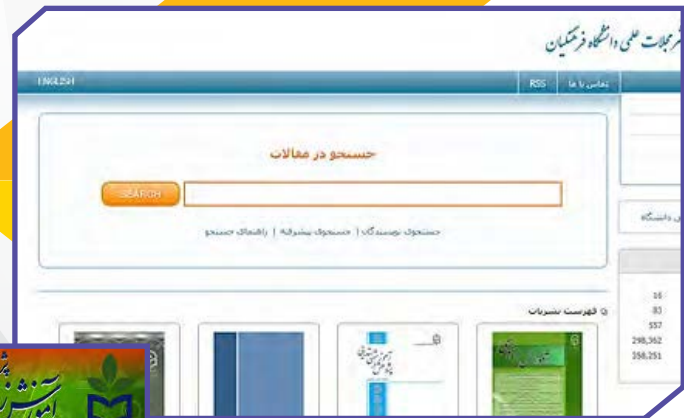 مجلات علمی دانشگاه فرهنگیان
ENGLISH
RSS
تماس با ما
جستجو در مقالات
SEARCH
جستجوی نویسندگان | جستجوی پیشرفته | راهنمای جستجو
دانشگاه
فهرست نشریات
16
83
557
298,362
358,251